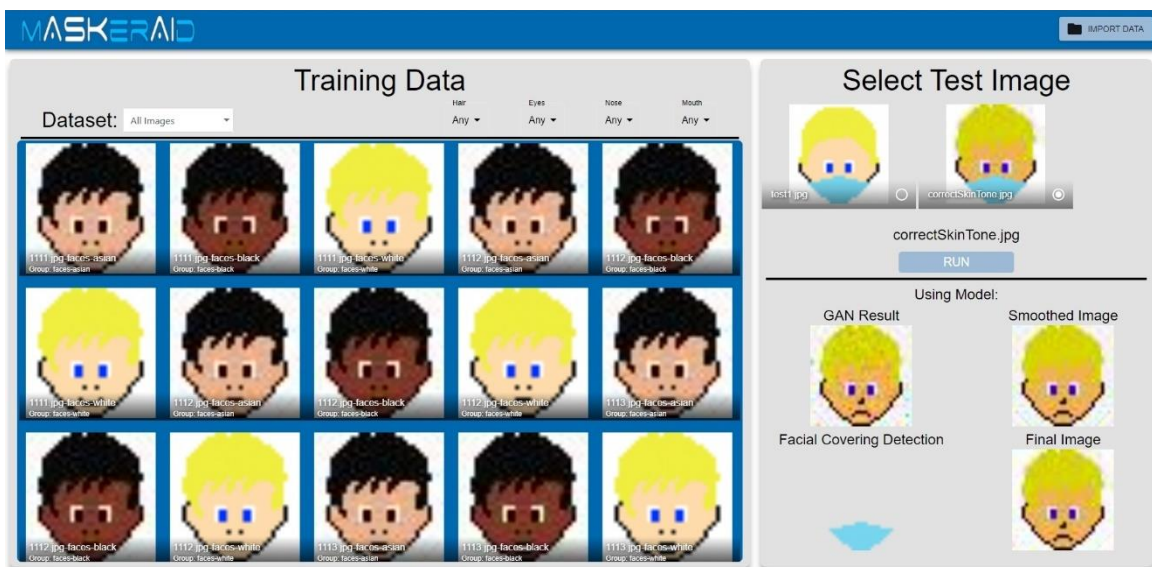 MASKERAID
IMPORT DATA
Training Data
Dataset: All Images
Hair Eyes Nose Mouth
Any Any Any Any
1111.jpg-faces-asian 1111.jpg-faces-black 1111.jpg-faces-white 1112.jpg-faces-asian 1112.jpg-faces-black
Group: faces-asian Group: faces-black Group: faces-white Group: faces-asian Group: faces-black
1111.jpg-faces-white 1112.jpg-faces-asian 1112.jpg-faces-black 1112.jpg-faces-white 1113.jpg-faces-asian
Group: faces-white Group: faces-asian Group: faces-black Group: faces-white Group: faces-asian
1112.jpg-faces-black 1112.jpg-faces-white 1113.jpg-faces-asian 1113.jpg-faces-black 1113.jpg-faces-white
Group: faces-black Group: faces-white Group: faces-asian Group: faces-black Group: faces-white
Select Test Image
test1.jpg correctSkinTone.jpg
correctSkinTone.jpg
RUN
Using Model:
GAN Result Smoothed Image
Facial Covering Detection Final Image